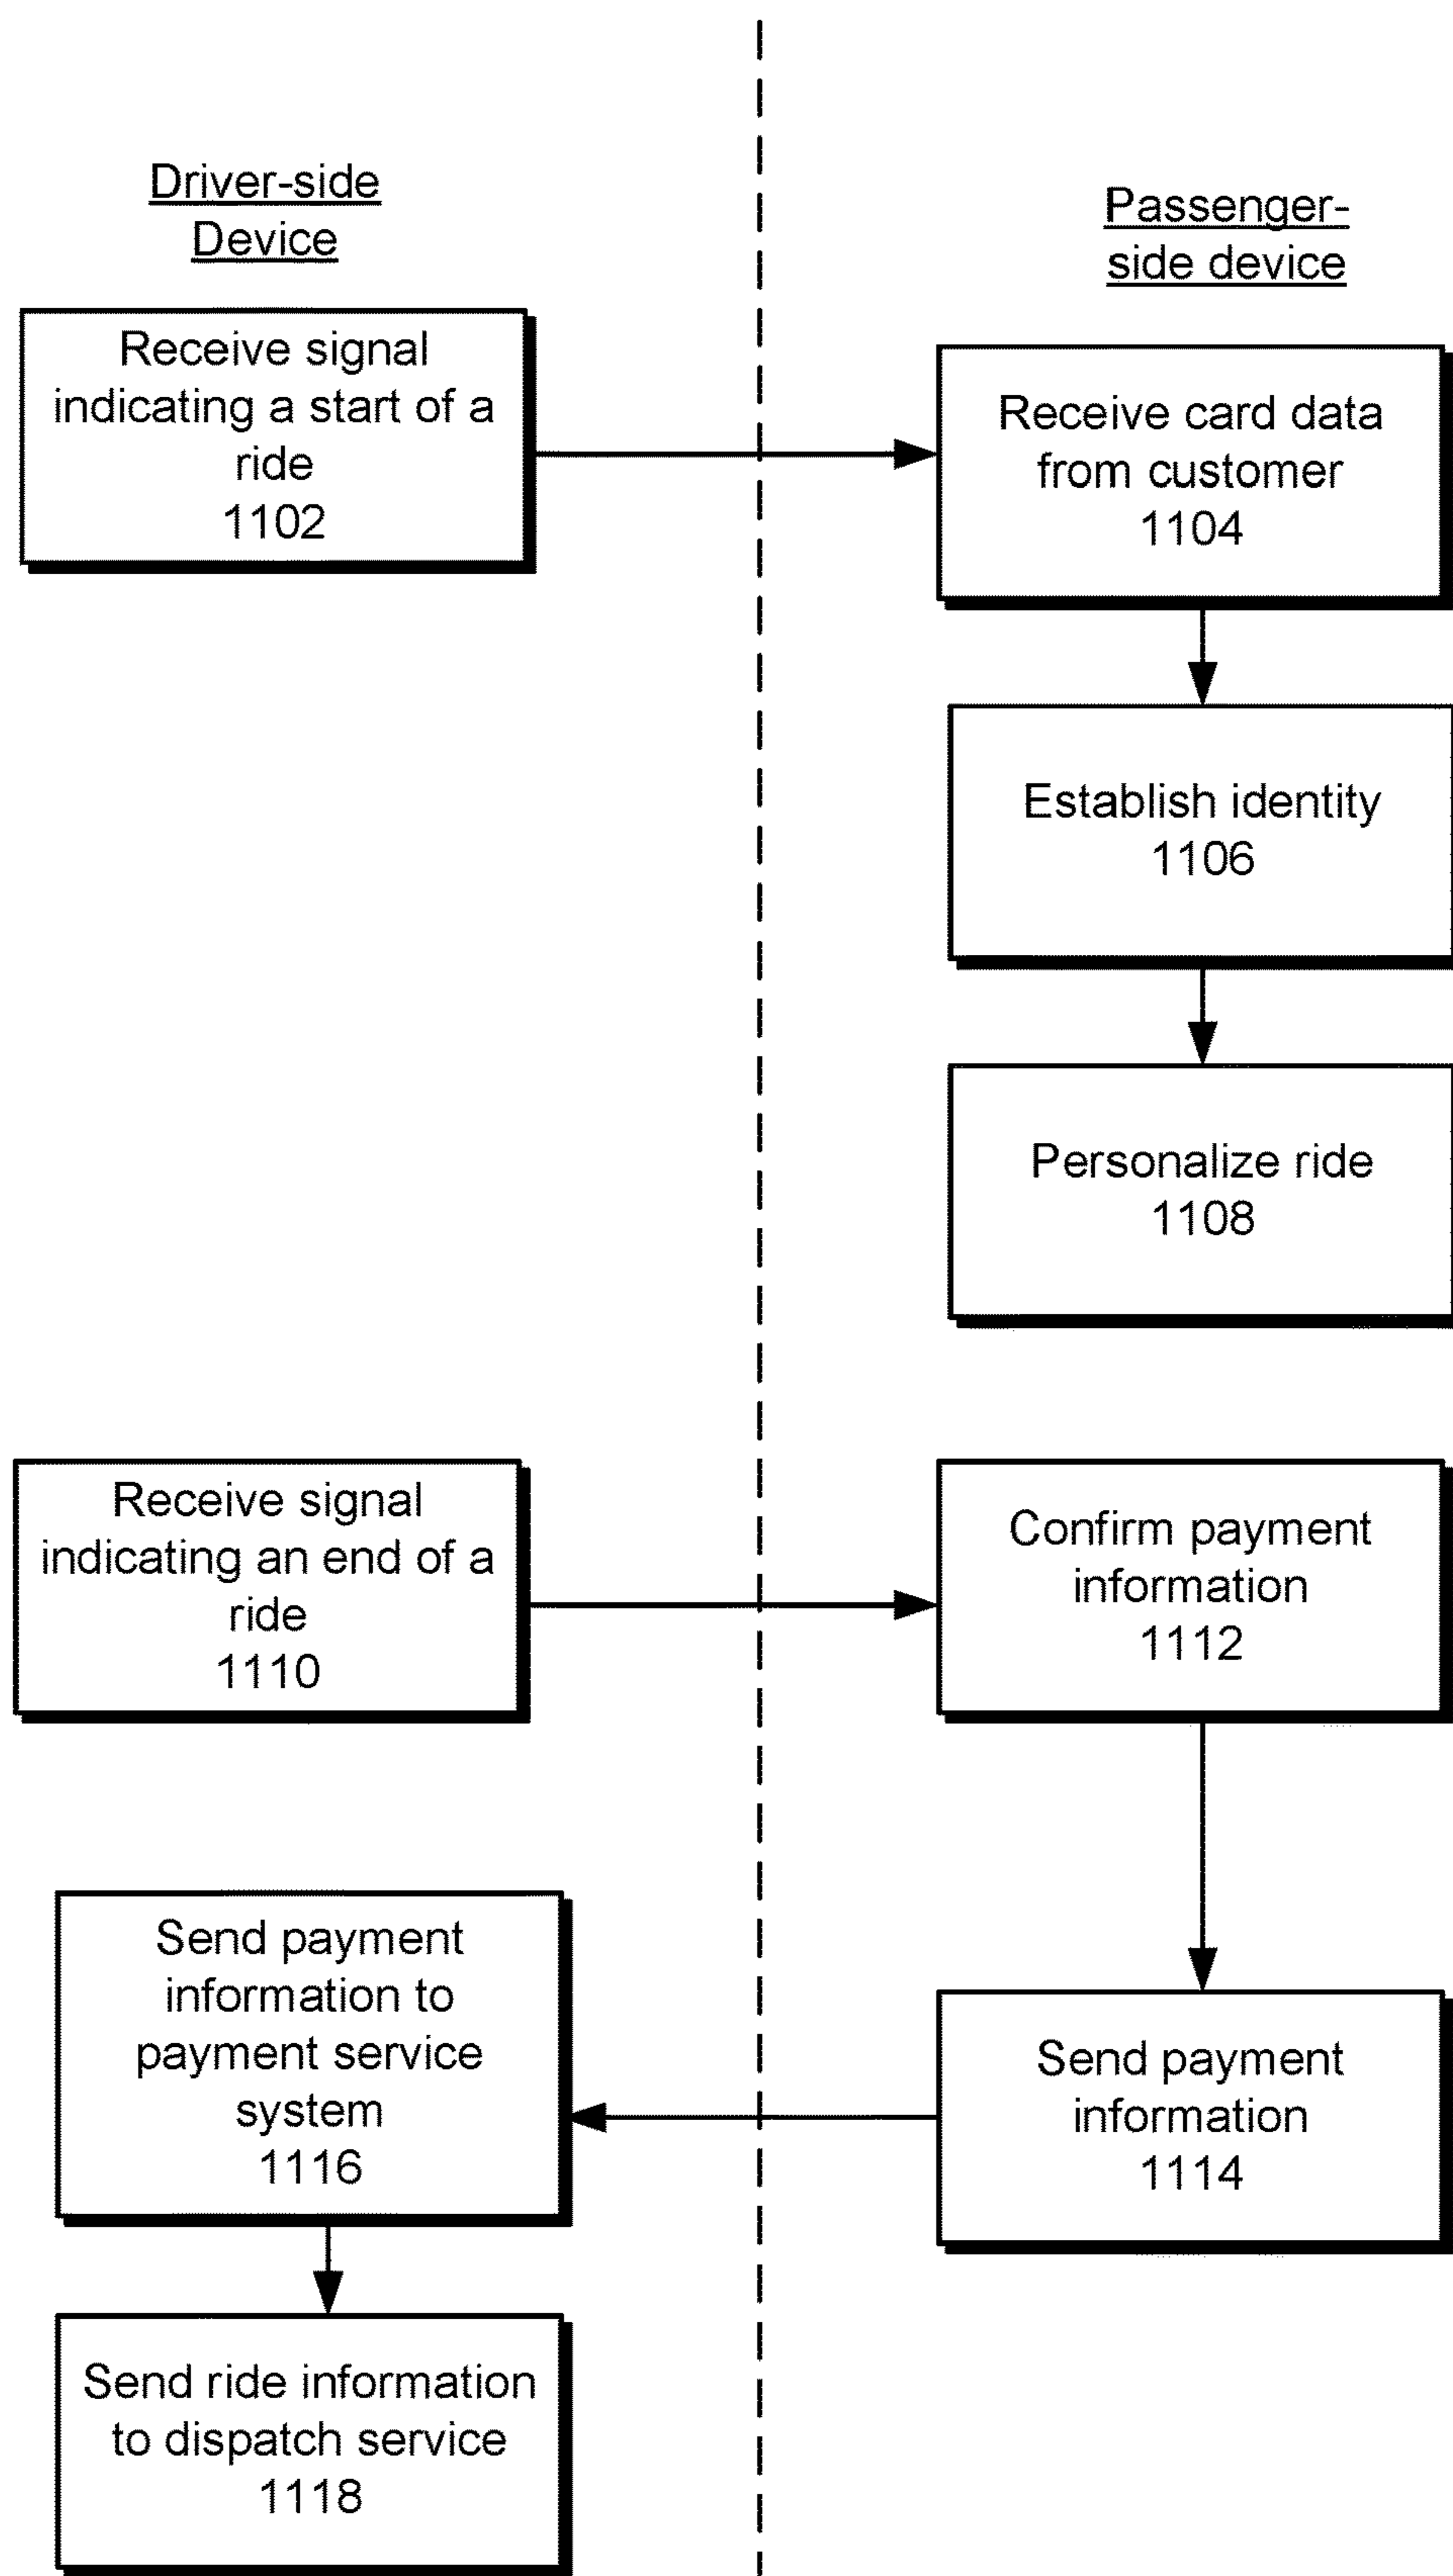 Driver-side
Device
Passenger-
side device
Receive signal
indicating a start of a
ride
1102
Receive card data
from customer
1104
Establish identity
1106
Personalize ride
1108
Receive signal
indicating an end of a
ride
1110
Confirm payment
information
1112
Send payment
information
1114
Send payment
information to
payment service
system
1116
Send ride information
to dispatch service
1118